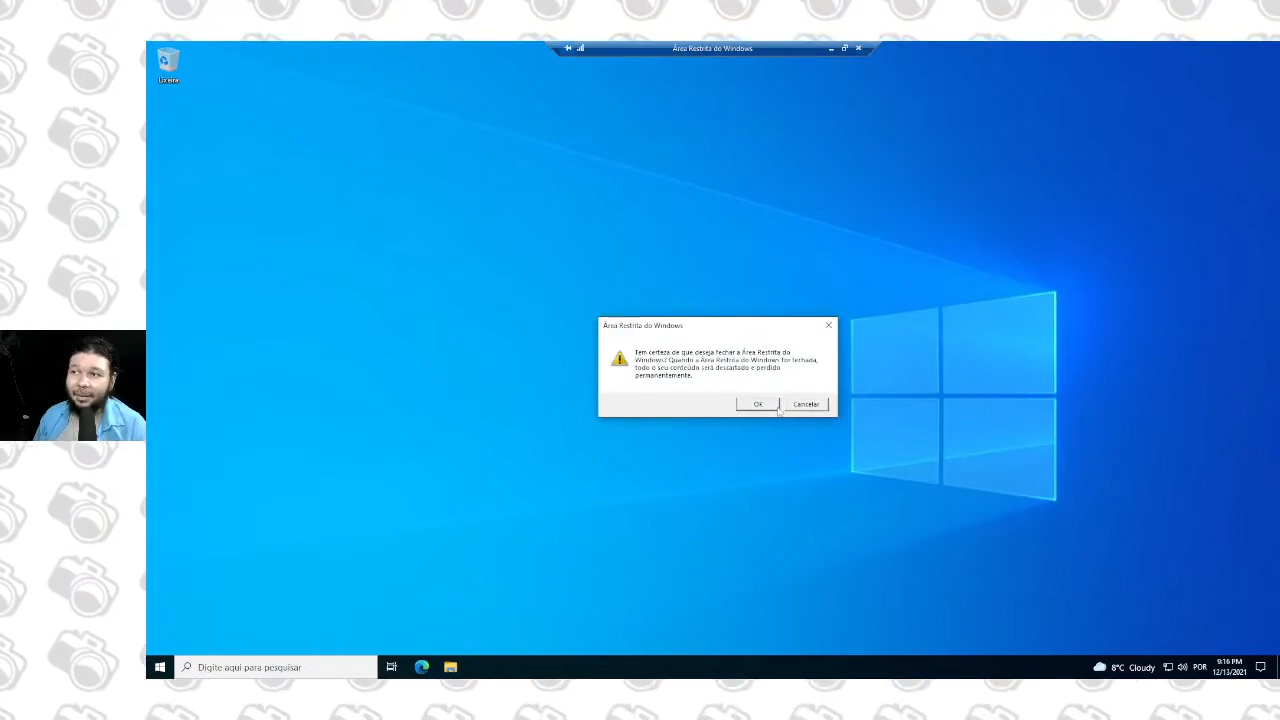 Área Restrita do Windows
Lixeira
Área Restrita do Windows
Tem certeza de que deseja fechar a Área Restrita do
Windows? Quando a Área Restrita do Windows for fechada,
todo o seu conteúdo será descartado e perdido
permanentemente.
OK
Cancelar
Digite aqui para pesquisar
8°C Cloudy
POR
9:16 PM
12/13/2021